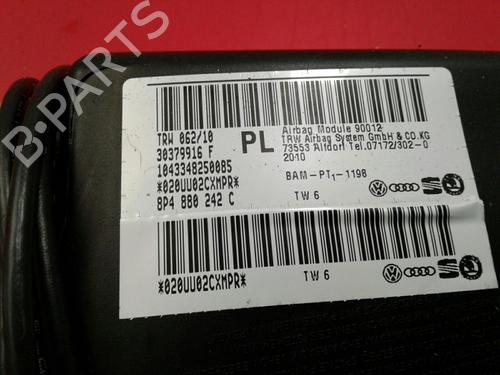 B-PARTS
TRW 062/10
30379916 F
1043348250085
*020UU02CXMPR*
8P4 880 242 C
PL
Airbag Module 90012
TRW Airbag System GmbH & CO.KG
73553 Alfdorf Tel.07172/302-0
2010
BAM-PT1-1198
TW 6
*020UU02CXMPR*
TW 6